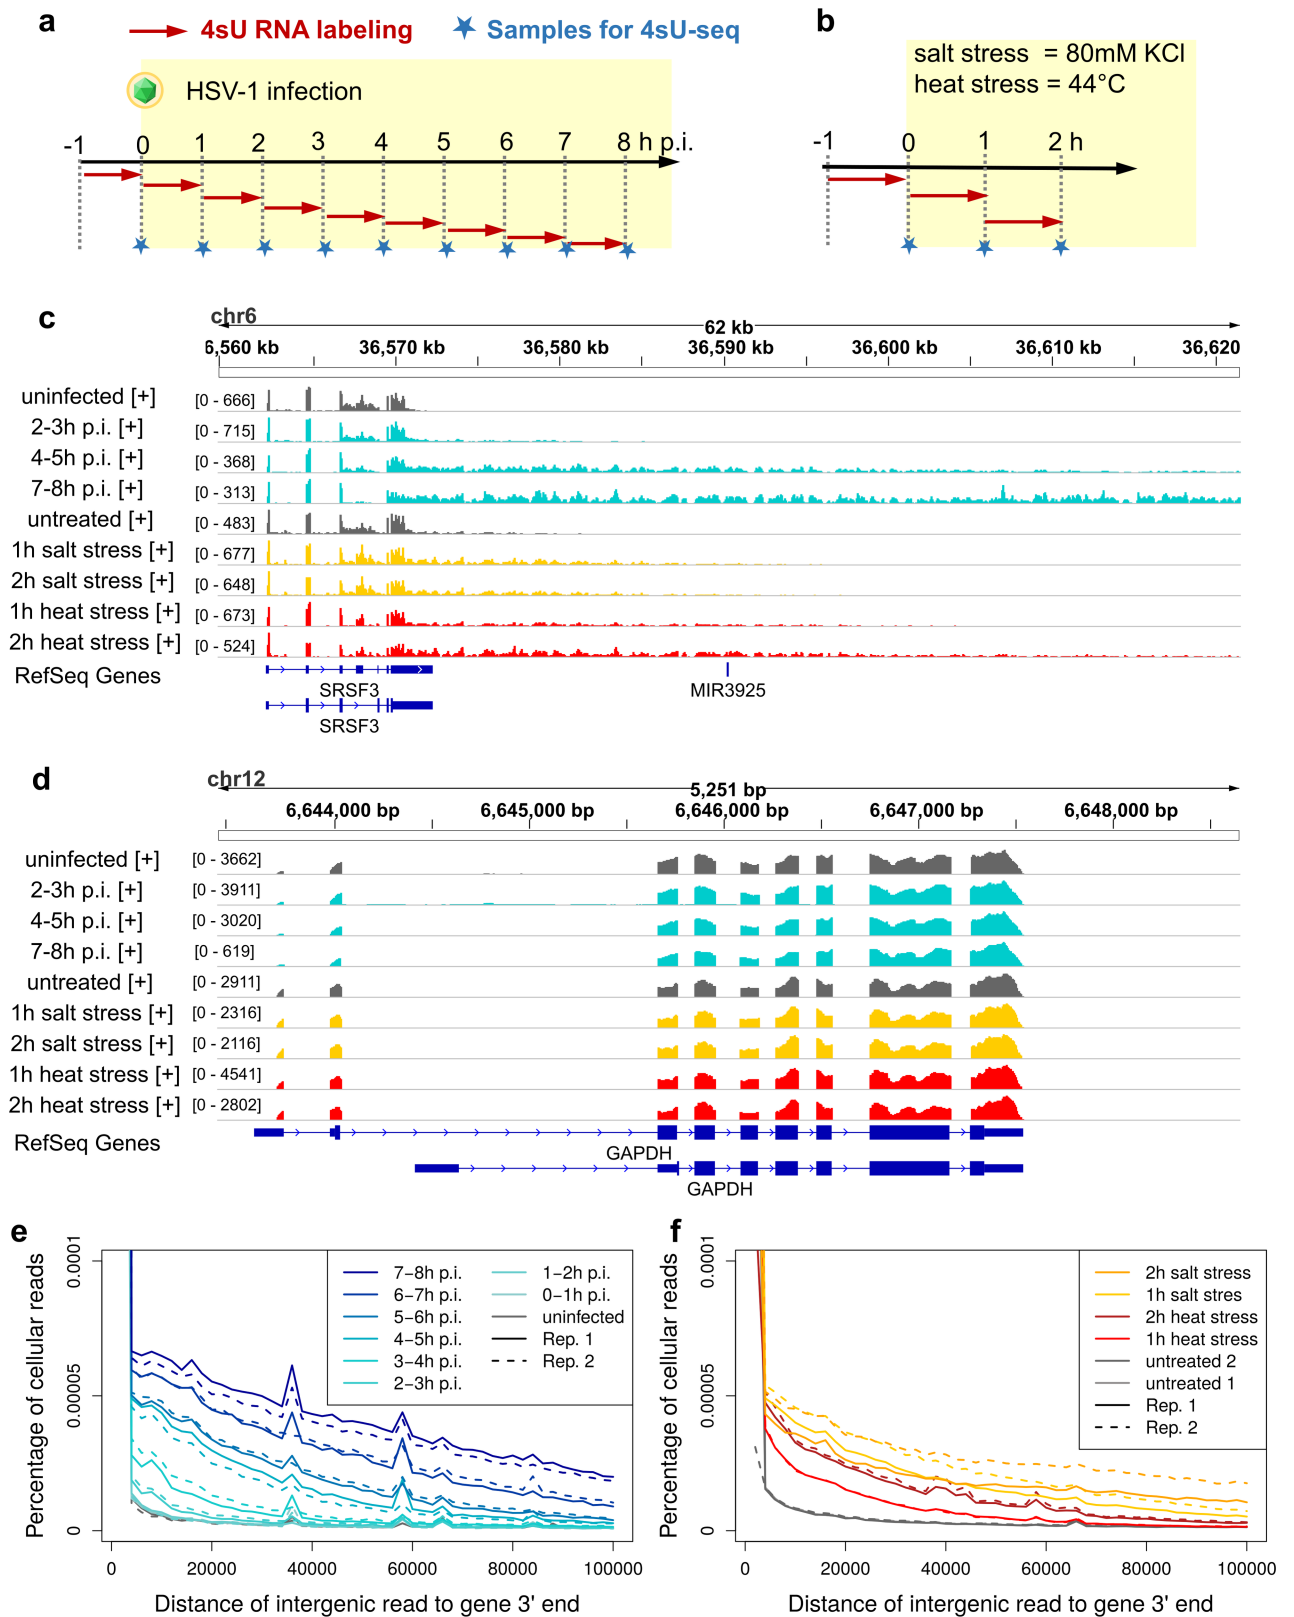 a
4sU RNA labeling
Samples for 4sU-seq
HSV-1 infection
-1 0 1 2 3 4 5 6 7 8 h p.i.
b
salt stress = 80mM KCl
heat stress = 44°C
-1 0 1 2 h
c
chr6
62 kb
6,560 kb 36,570 kb 36,580 kb 36,590 kb 36,600 kb 36,610 kb 36,620
uninfected [+] [0 - 666]
2-3h p.i. [+] [0 - 715]
4-5h p.i. [+] [0 - 368]
7-8h p.i. [+] [0 - 313]
untreated [+] [0 - 483]
1h salt stress [+] [0 - 677]
2h salt stress [+] [0 - 648]
1h heat stress [+] [0 - 673]
2h heat stress [+] [0 - 524]
RefSeq Genes
SRSF3 MIR3925
SRSF3
d
chr12
5,251 bp
6,644,000 bp 6,645,000 bp 6,646,000 bp 6,647,000 bp 6,648,000 bp
uninfected [+] [0 - 3662]
2-3h p.i. [+] [0 - 3911]
4-5h p.i. [+] [0 - 3020]
7-8h p.i. [+] [0 - 619]
untreated [+] [0 - 2911]
1h salt stress [+] [0 - 2316]
2h salt stress [+] [0 - 2116]
1h heat stress [+] [0 - 4541]
2h heat stress [+] [0 - 2802]
RefSeq Genes
GAPDH
GAPDH
e
Percentage of cellular reads
0.0001
0.00005
0
7−8h p.i.
6−7h p.i.
5−6h p.i.
4−5h p.i.
3−4h p.i.
2−3h p.i.
1−2h p.i.
0−1h p.i.
uninfected
Rep. 1
Rep. 2
0 20000 40000 60000 80000 100000
Distance of intergenic read to gene 3' end
f
Percentage of cellular reads
0.0001
0.00005
0
2h salt stress
1h salt stres
2h heat stress
1h heat stress
untreated 2
untreated 1
Rep. 1
Rep. 2
0 20000 40000 60000 80000 100000
Distance of intergenic read to gene 3' end